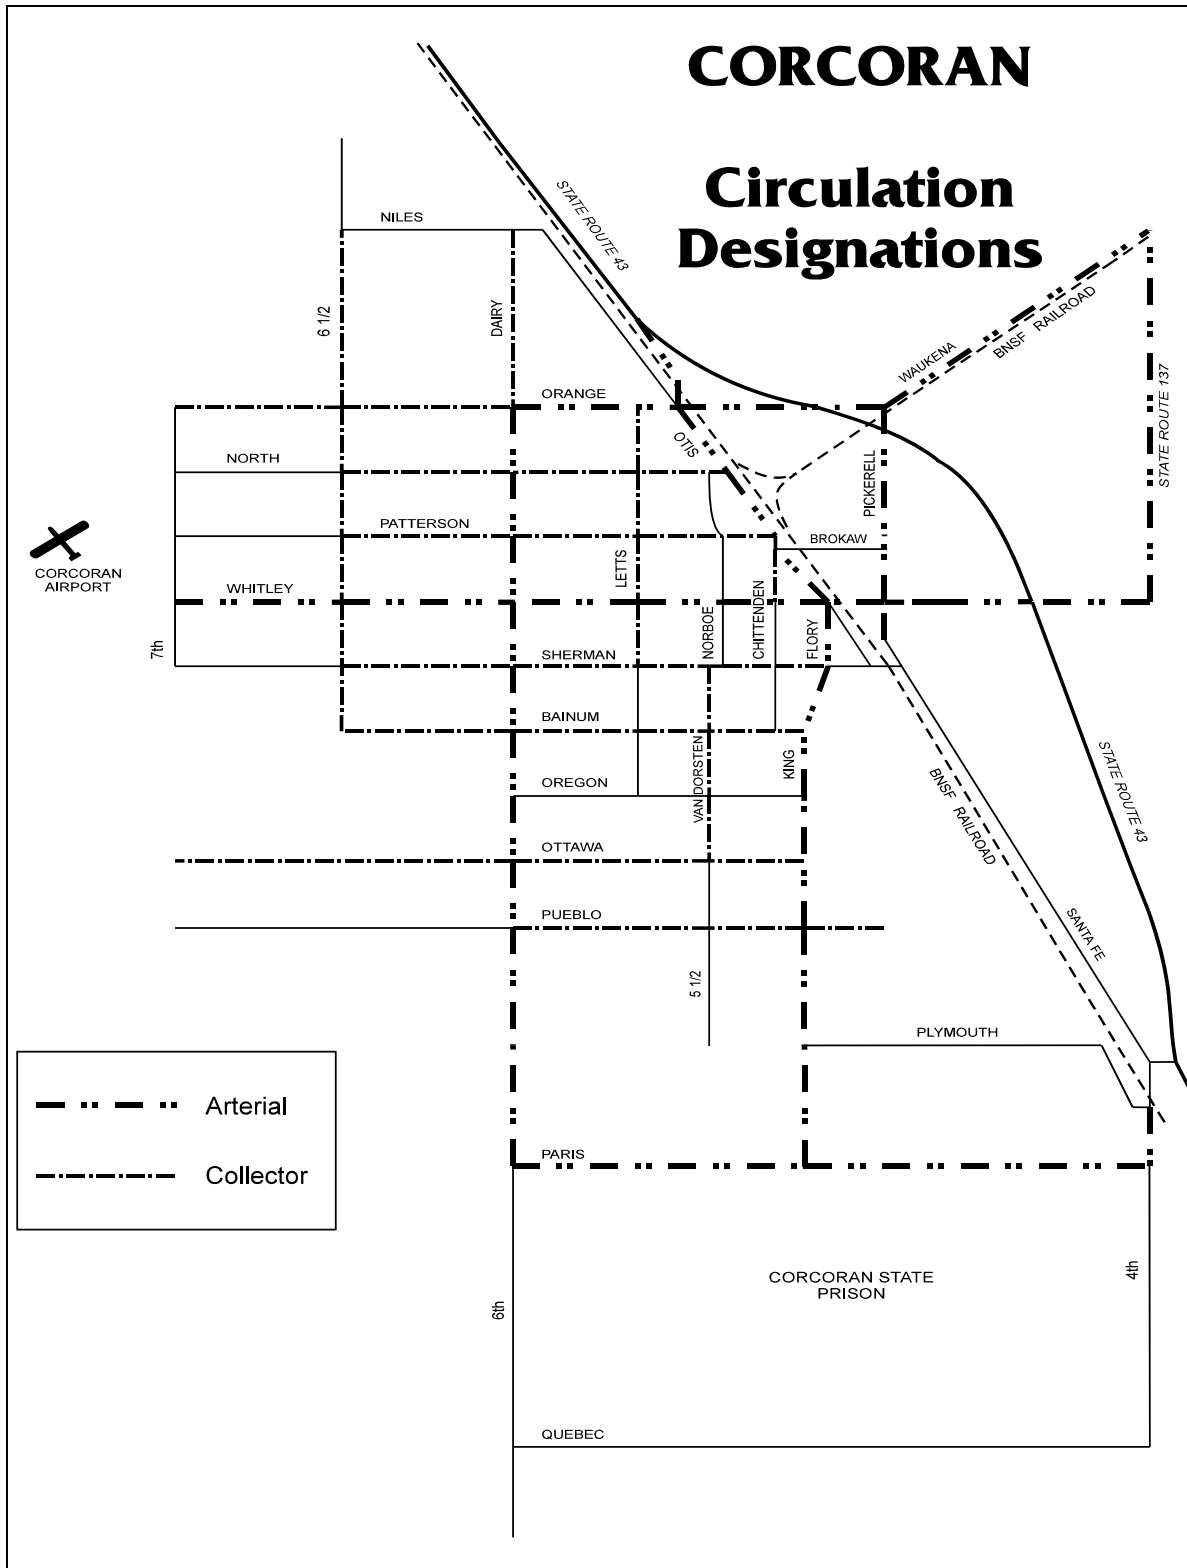 CORCORAN
Circulation
Designations
STATE ROUTE 43
NILES
6 1/2
DAIRY
WAUKENA
BNSF RAILROAD
STATE ROUTE 137
ORANGE
OTIS
NORTH
PICKERELL
PATTERSON
BROKAW
CORCORAN
AIRPORT
LETTS
WHITLEY
NORBOE
CHITTENDEN
FLORY
7th
SHERMAN
BAINUM
VAN DORSTEN
KING
OREGON
BNSF RAILROAD
STATE ROUTE 43
OTTAWA
PUEBLO
SANTA FE
5 1/2
PLYMOUTH
Arterial
Collector
PARIS
CORCORAN STATE
PRISON
4th
6th
QUEBEC